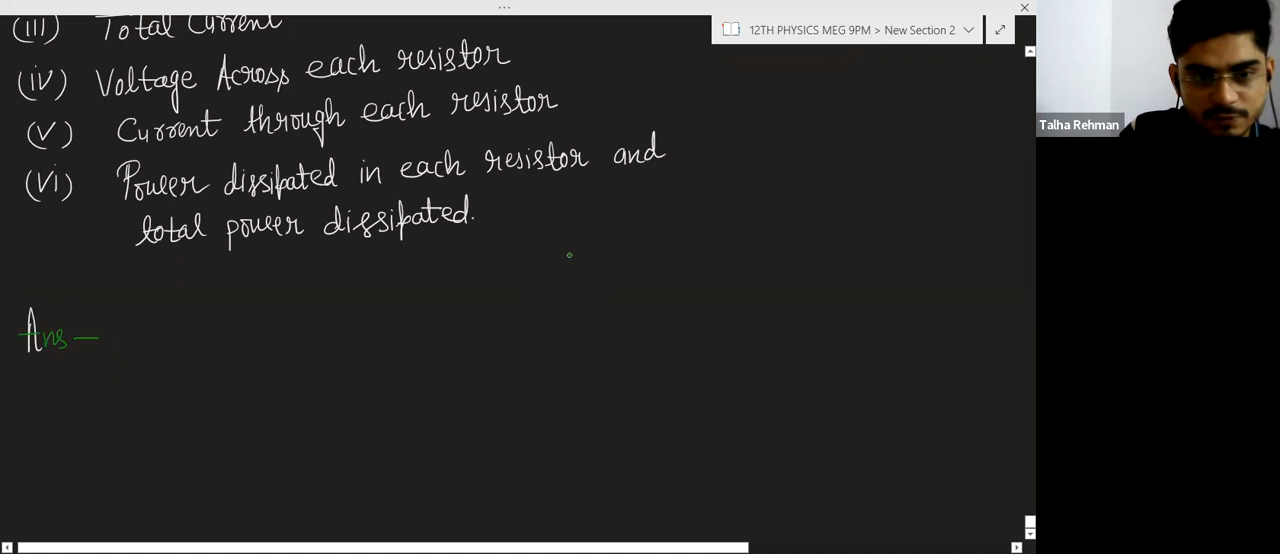 (iii) Total Current
12TH PHYSICS MEG 9PM > New Section 2
(iv) Voltage Across each resistor
(v) Current through each resistor
(vi) Power dissipated in each resistor and
total power dissipated.
Ans —
Talha Rehman